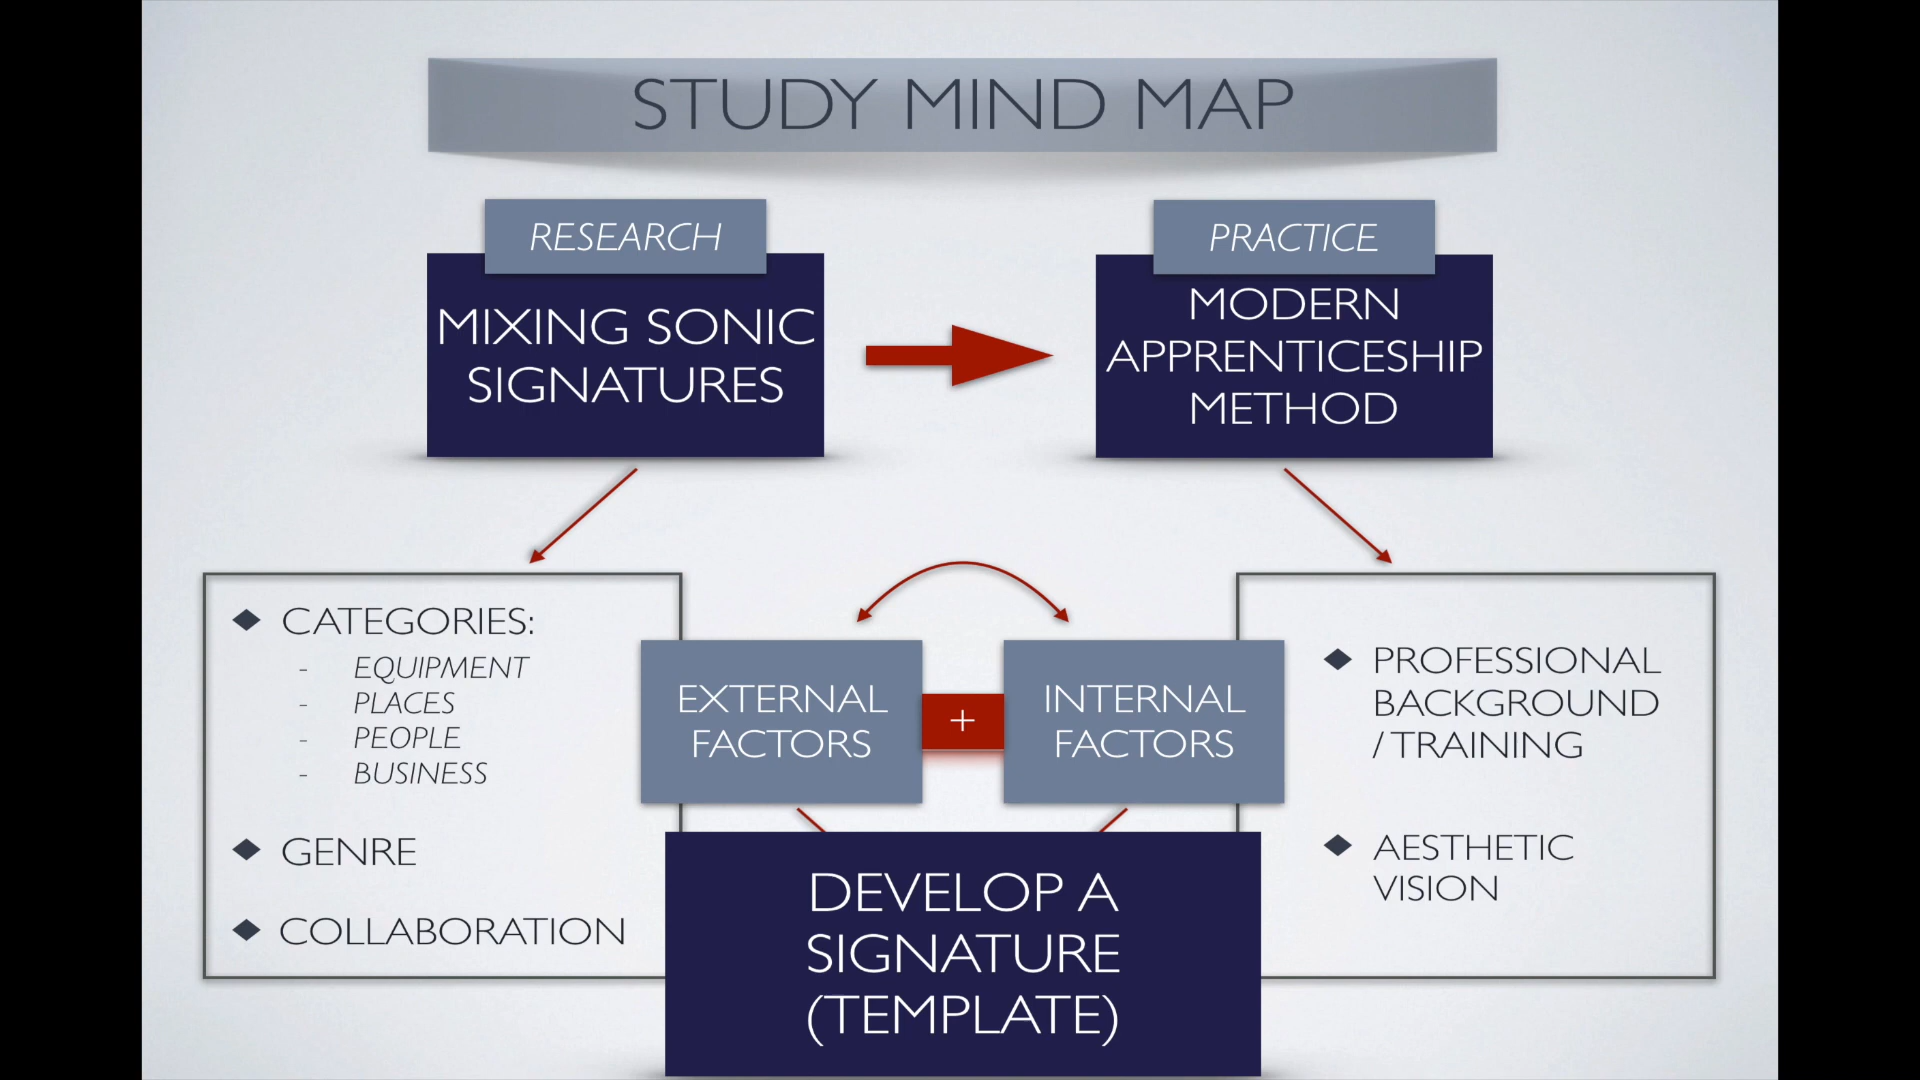 STUDY MIND MAP
RESEARCH
MIXING SONIC
SIGNATURES
PRACTICE
MODERN
APPRENTICESHIP
METHOD
◆ CATEGORIES:
- EQUIPMENT
- PLACES
- PEOPLE
- BUSINESS
◆ GENRE
◆ COLLABORATION
EXTERNAL
FACTORS
+
INTERNAL
FACTORS
◆ PROFESSIONAL
BACKGROUND
/ TRAINING
◆ AESTHETIC
VISION
DEVELOP A
SIGNATURE
(TEMPLATE)